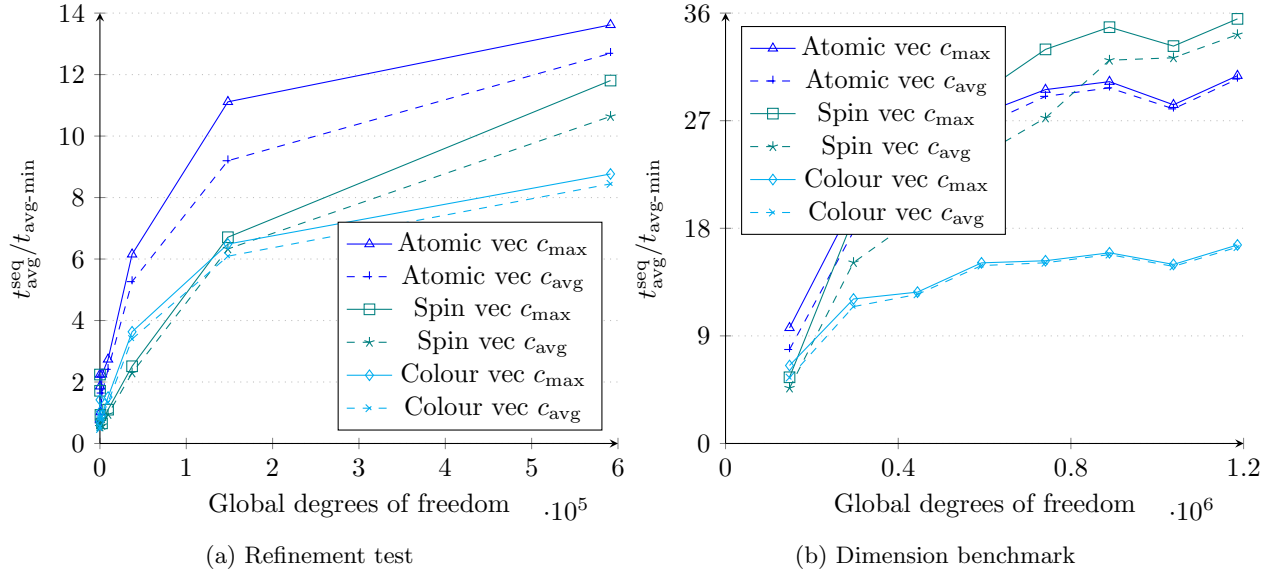 14
12
10
8
6
4
2
0
0
1
2
3
4
5
6
·10^5
t_avg^seq/t_avg-min
Global degrees of freedom
Atomic vec c_max
Atomic vec c_avg
Spin vec c_max
Spin vec c_avg
Colour vec c_max
Colour vec c_avg
(a) Refinement test
36
27
18
9
0
0
0.4
0.8
1.2
·10^6
t_avg^seq/t_avg-min
Global degrees of freedom
Atomic vec c_max
Atomic vec c_avg
Spin vec c_max
Spin vec c_avg
Colour vec c_max
Colour vec c_avg
(b) Dimension benchmark